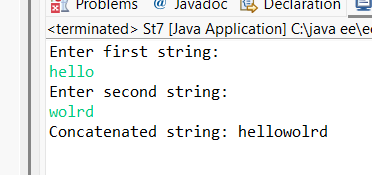 Problems @ Javadoc Declaration
<terminated> St7 [Java Application] C:\java ee\e
Enter first string:
hello
Enter second string:
wolrd
Concatenated string: hellowolrd